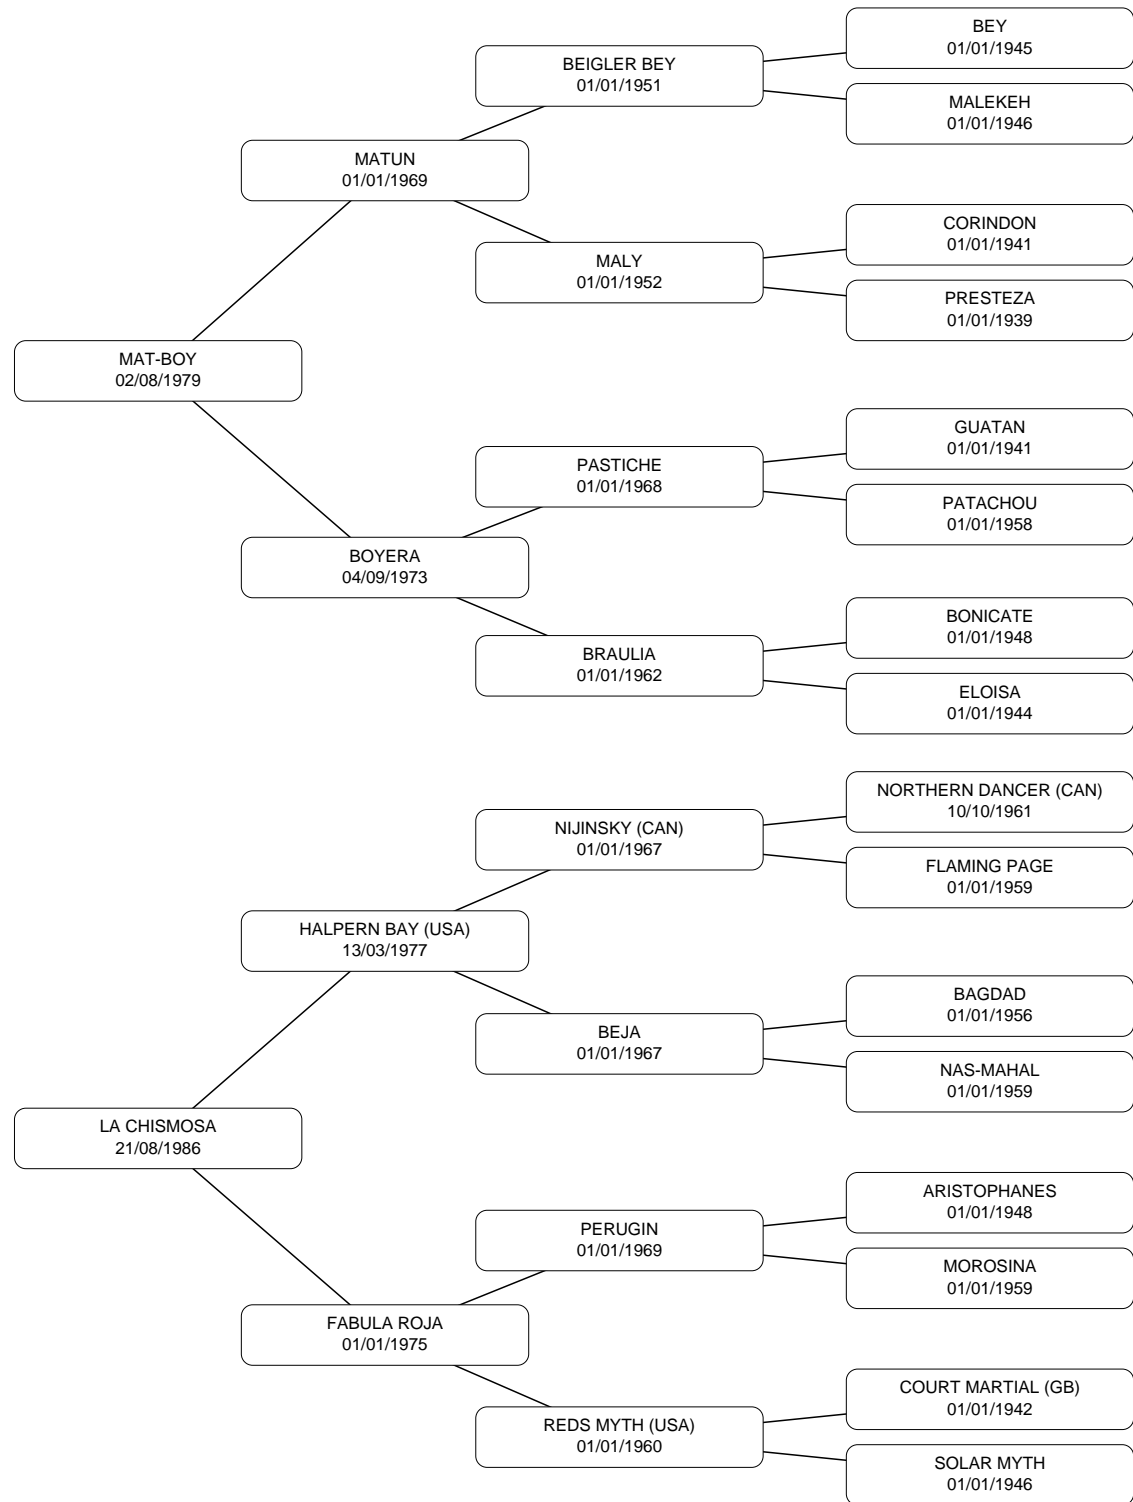 BEY
01/01/1945
BEIGLER BEY
01/01/1951
MALEKEH
01/01/1946
MATUN
01/01/1969
CORINDON
01/01/1941
MALY
01/01/1952
PRESTEZA
01/01/1939
MAT-BOY
02/08/1979
GUATAN
01/01/1941
PASTICHE
01/01/1968
PATACHOU
01/01/1958
BOYERA
04/09/1973
BONICATE
01/01/1948
BRAULIA
01/01/1962
ELOISA
01/01/1944
NORTHERN DANCER (CAN)
10/10/1961
NIJINSKY (CAN)
01/01/1967
FLAMING PAGE
01/01/1959
HALPERN BAY (USA)
13/03/1977
BAGDAD
01/01/1956
BEJA
01/01/1967
NAS-MAHAL
01/01/1959
LA CHISMOSA
21/08/1986
ARISTOPHANES
01/01/1948
PERUGIN
01/01/1969
MOROSINA
01/01/1959
FABULA ROJA
01/01/1975
COURT MARTIAL (GB)
01/01/1942
REDS MYTH (USA)
01/01/1960
SOLAR MYTH
01/01/1946